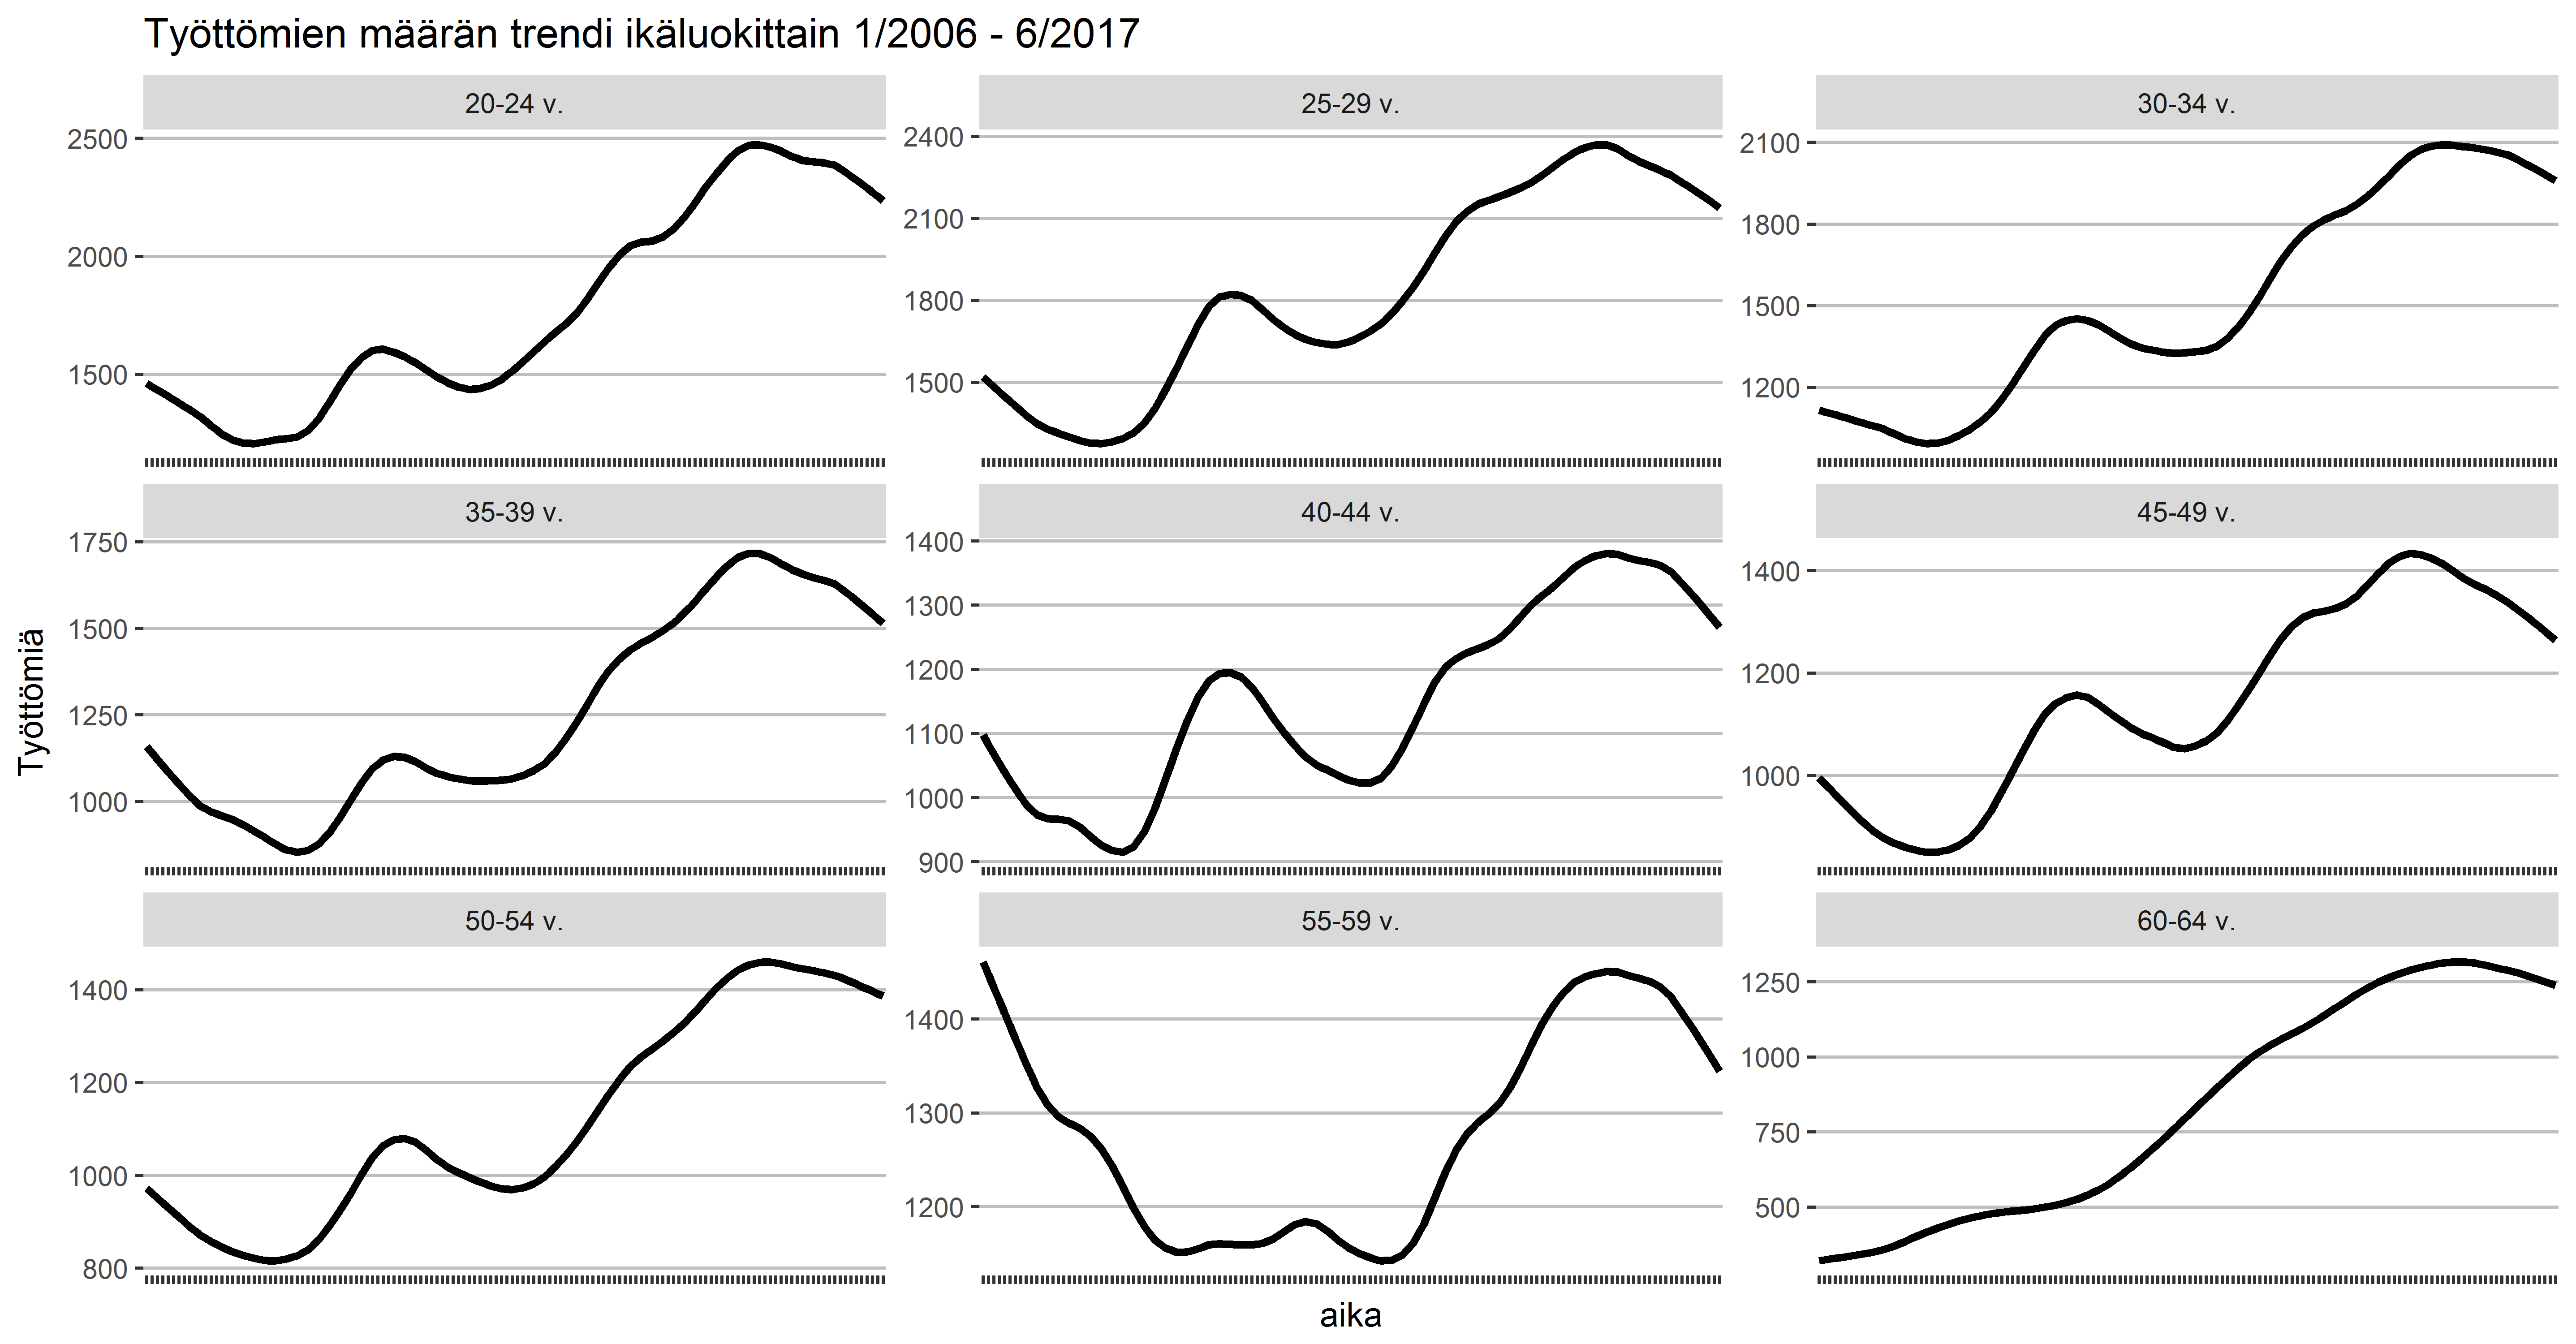 Työttömien määrän trendi ikäluokittain 1/2006 - 6/2017
20-24 v.
2500
2000
1500
25-29 v.
2400
2100
1800
1500
30-34 v.
2100
1800
1500
1200
Työttömiä
35-39 v.
1750
1500
1250
1000
40-44 v.
1400
1300
1200
1100
1000
900
45-49 v.
1400
1200
1000
50-54 v.
1400
1200
1000
800
55-59 v.
1400
1300
1200
60-64 v.
1250
1000
750
500
aika